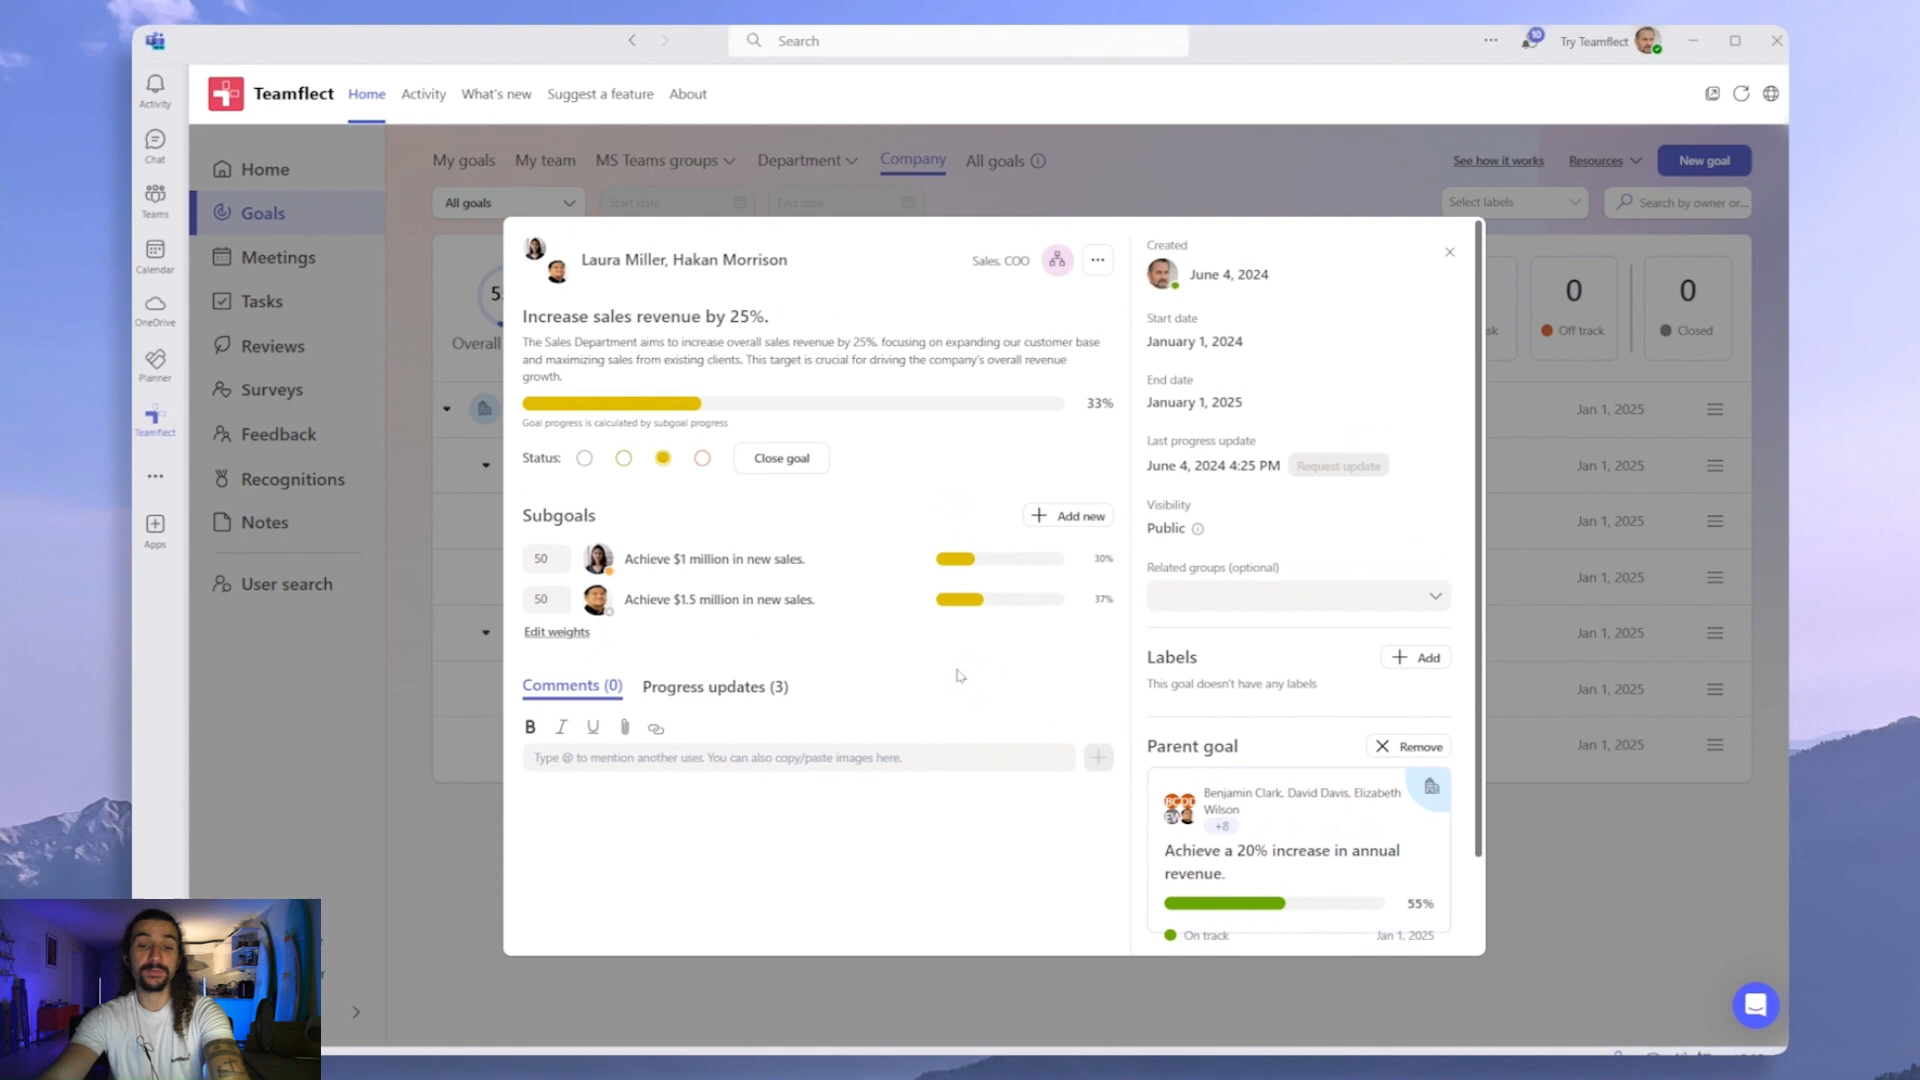 Search
10
Try Teamflect
Activity
Chat
Teams
Calendar
OneDrive
Planner
Teamflect
Apps
Teamflect
Home
Activity
What's new
Suggest a feature
About
Home
Goals
Meetings
Tasks
Reviews
Surveys
Feedback
Recognitions
Notes
User search
My goals
My team
MS Teams groups
Department
Company
All goals
See how it works
Resources
New goal
All goals
Start date
End date
Select labels
Search by owner or...
Overall
0
Off track
0
Closed
Jan 1, 2025
Jan 1, 2025
Jan 1, 2025
Jan 1, 2025
Jan 1, 2025
Jan 1, 2025
Jan 1, 2025
Laura Miller, Hakan Morrison
Sales, COO
Increase sales revenue by 25%.
The Sales Department aims to increase overall sales revenue by 25%, focusing on expanding our customer base
and maximizing sales from existing clients. This target is crucial for driving the company's overall revenue
growth.
33%
Goal progress is calculated by subgoal progress
Status:
Close goal
Subgoals
Add new
50
Achieve $1 million in new sales.
30%
50
Achieve $1.5 million in new sales.
37%
Edit weights
Comments (0)
Progress updates (3)
B I U
Type @ to mention another user. You can also copy/paste images here.
Created
June 4, 2024
Start date
January 1, 2024
End date
January 1, 2025
Last progress update
June 4, 2024 4:25 PM
Request update
Visibility
Public
Related groups (optional)
Labels
Add
This goal doesn't have any labels
Parent goal
Remove
Benjamin Clark, David Davis, Elizabeth
Wilson
+8
Achieve a 20% increase in annual
revenue.
55%
On track
Jan 1, 2025